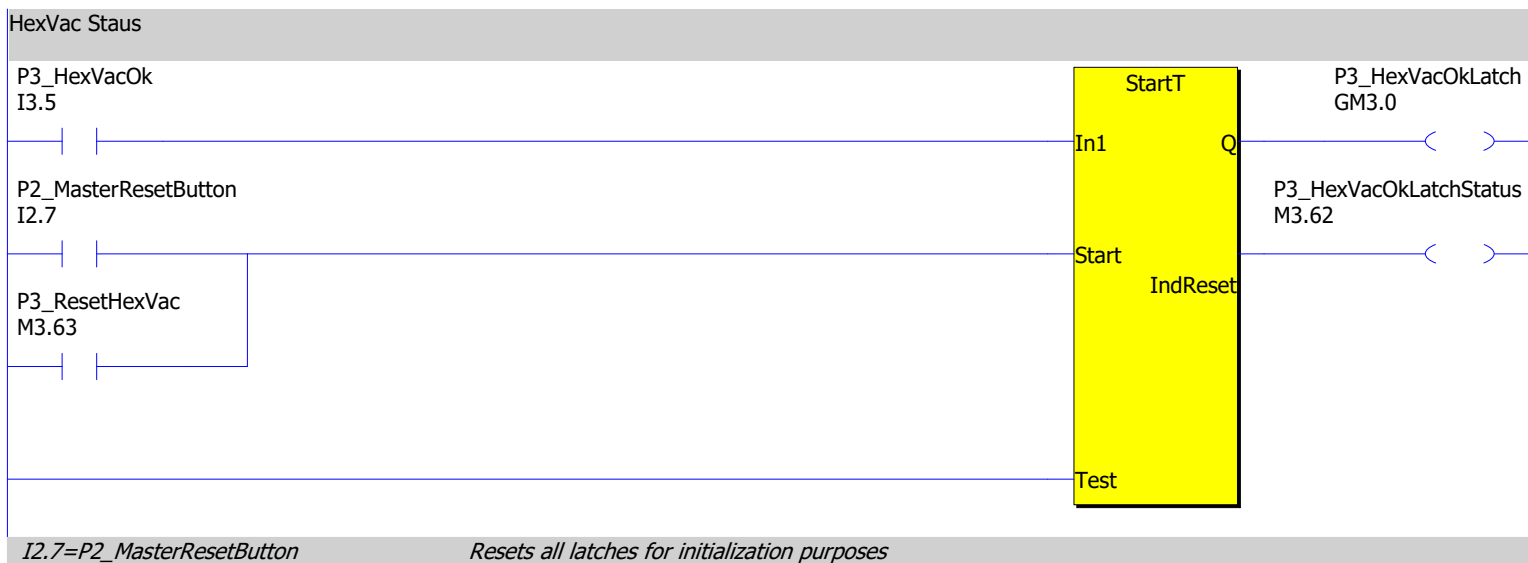 HexVac Staus
P3_HexVacOk
I3.5
StartT
P3_HexVacOkLatch
GM3.0
In1
Q
P2_MasterResetButton
I2.7
P3_HexVacOkLatchStatus
M3.62
Start
IndReset
P3_ResetHexVac
M3.63
Test
I2.7=P2_MasterResetButton Resets all latches for initialization purposes